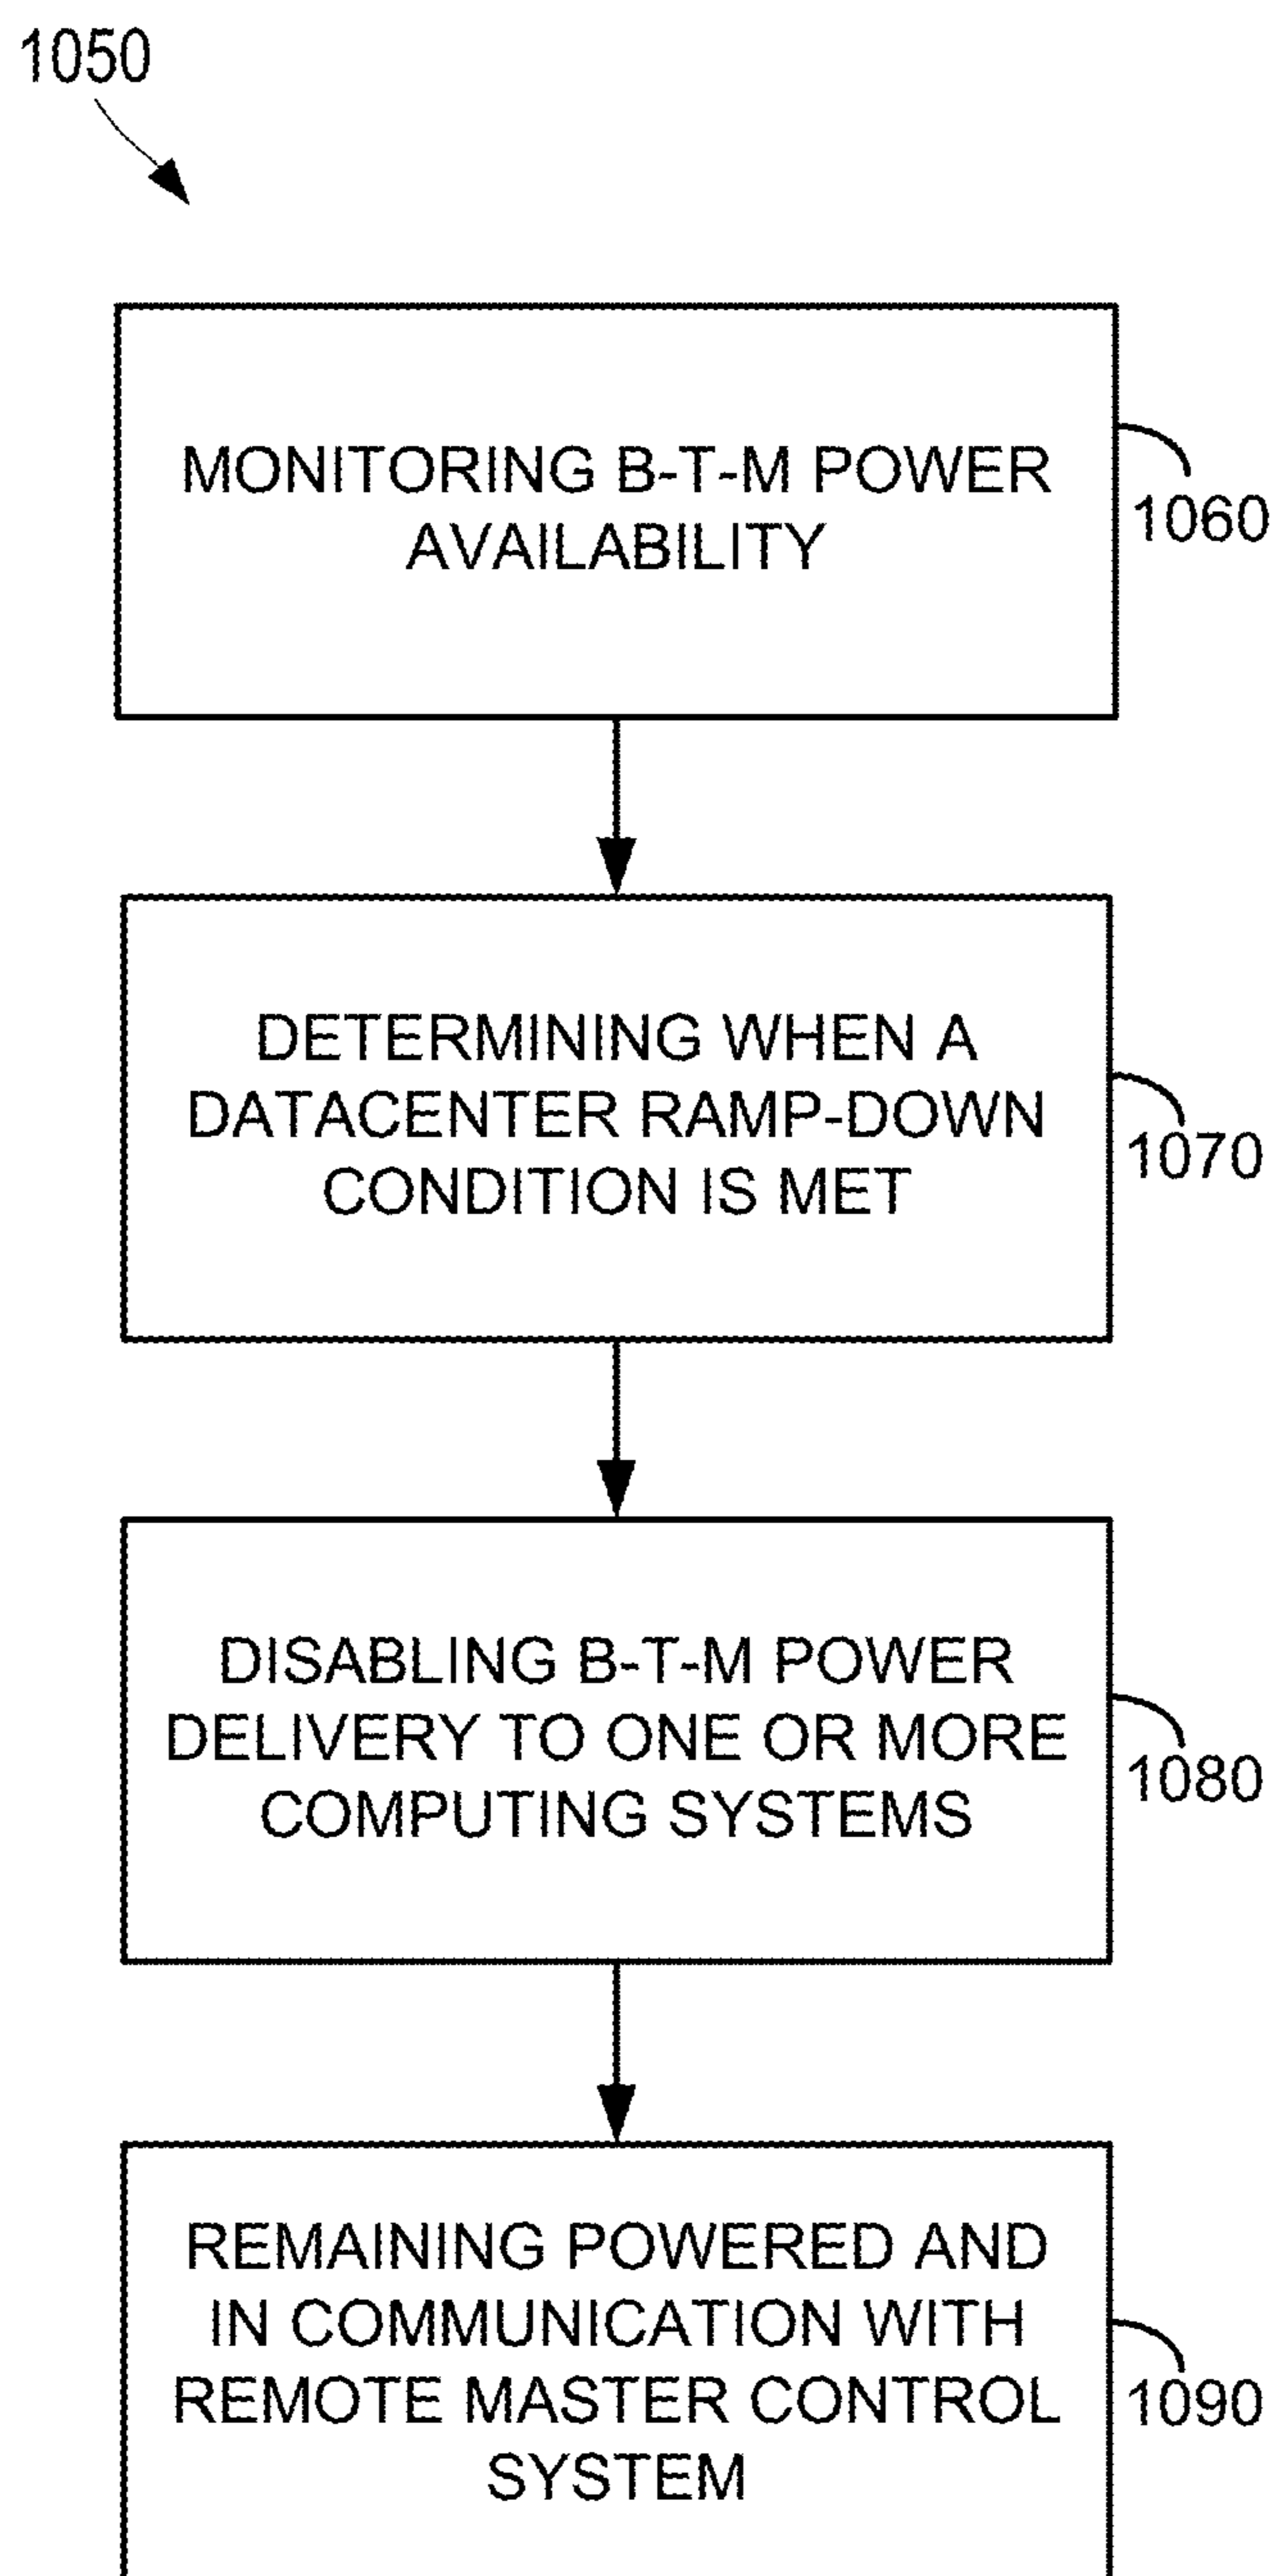 1050
MONITORING B-T-M POWER
AVAILABILITY
1060
DETERMINING WHEN A
DATACENTER RAMP-DOWN
CONDITION IS MET
1070
DISABLING B-T-M POWER
DELIVERY TO ONE OR MORE
COMPUTING SYSTEMS
1080
REMAINING POWERED AND
IN COMMUNICATION WITH
REMOTE MASTER CONTROL
SYSTEM
1090